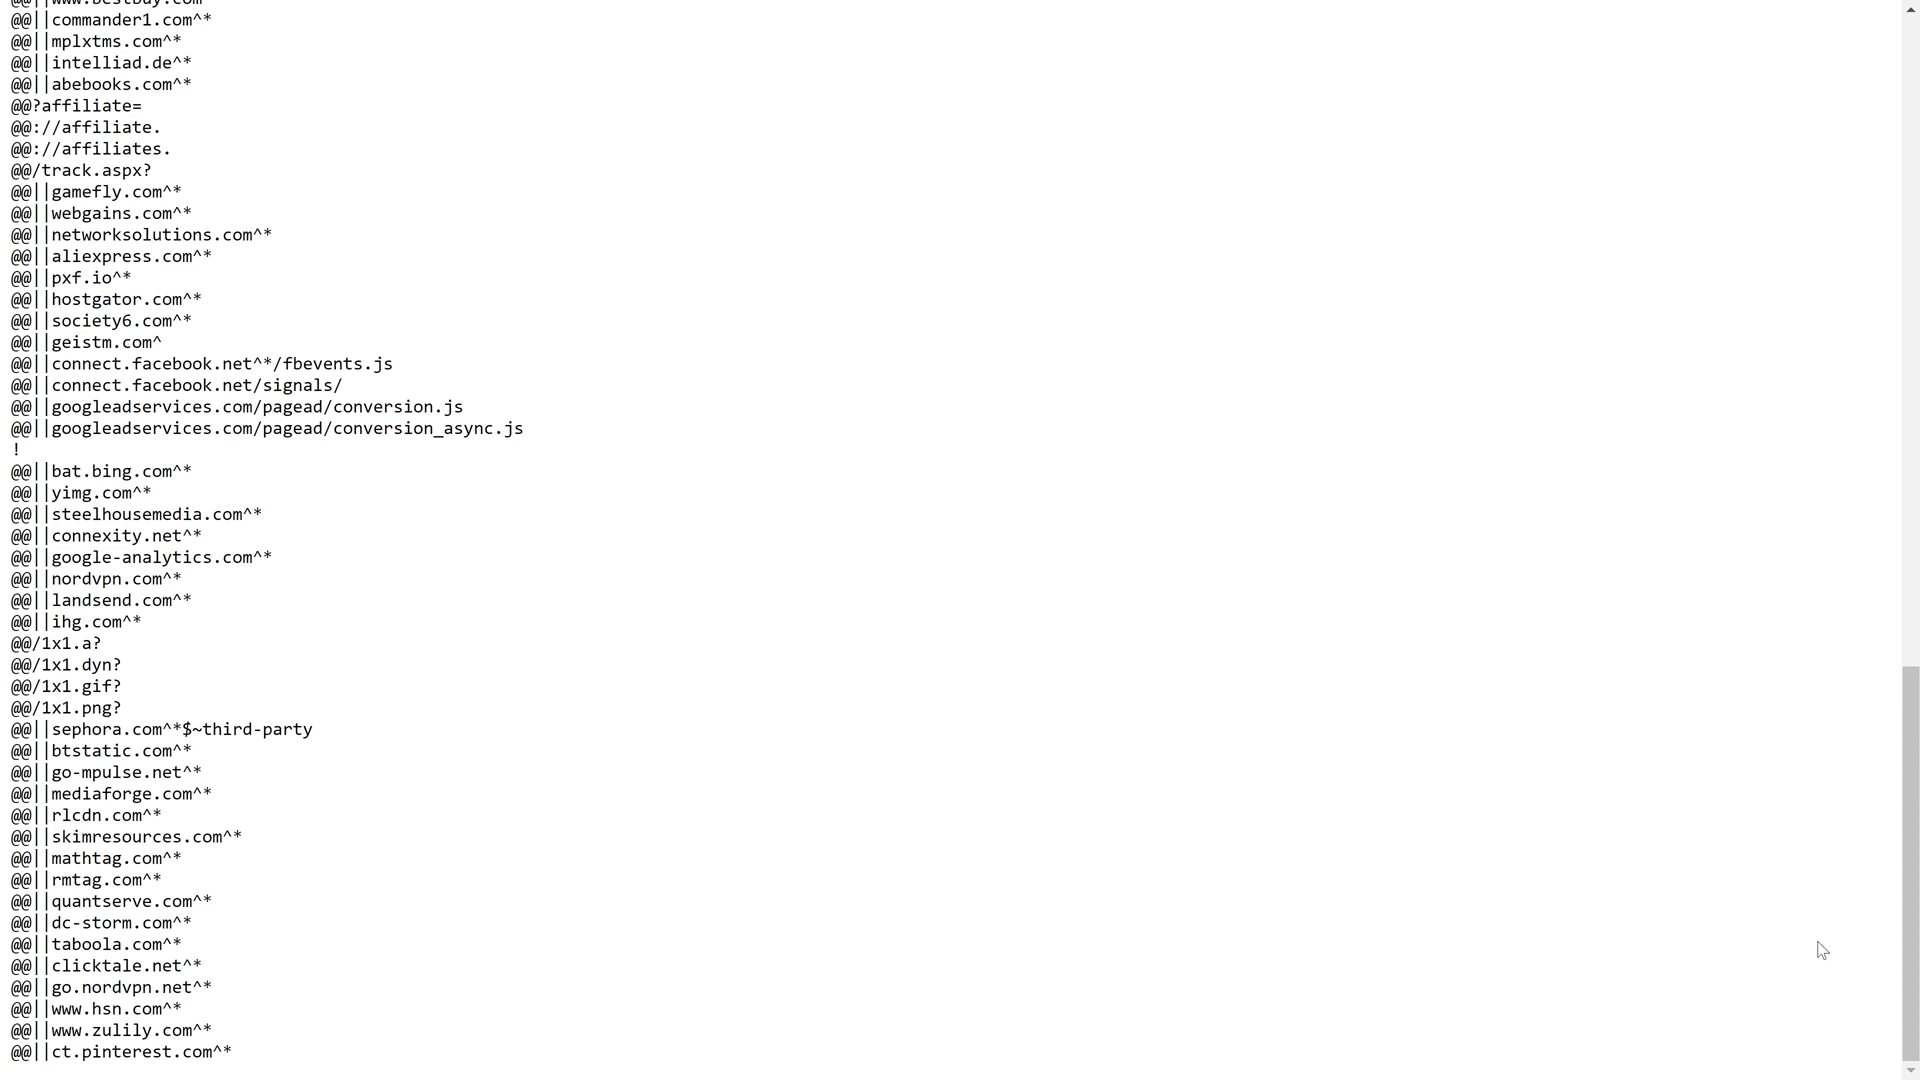 @@||www.bestbuy.com
@@||commander1.com^*
@@||mplxtms.com^*
@@||intelliad.de^*
@@||abebooks.com^*
@@?affiliate=
@@://affiliate.
@@://affiliates.
@@/track.aspx?
@@||gamefly.com^*
@@||webgains.com^*
@@||networksolutions.com^*
@@||aliexpress.com^*
@@||pxf.io^*
@@||hostgator.com^*
@@||society6.com^*
@@||geistm.com^
@@||connect.facebook.net^*/fbevents.js
@@||connect.facebook.net/signals/
@@||googleadservices.com/pagead/conversion.js
@@||googleadservices.com/pagead/conversion_async.js
!
@@||bat.bing.com^*
@@||yimg.com^*
@@||steelhousemedia.com^*
@@||connexity.net^*
@@||google-analytics.com^*
@@||nordvpn.com^*
@@||landsend.com^*
@@||ihg.com^*
@@/1x1.a?
@@/1x1.dyn?
@@/1x1.gif?
@@/1x1.png?
@@||sephora.com^*$~third-party
@@||btstatic.com^*
@@||go-mpulse.net^*
@@||mediaforge.com^*
@@||rlcdn.com^*
@@||skimresources.com^*
@@||mathtag.com^*
@@||rmtag.com^*
@@||quantserve.com^*
@@||dc-storm.com^*
@@||taboola.com^*
@@||clicktale.net^*
@@||go.nordvpn.net^*
@@||www.hsn.com^*
@@||www.zulily.com^*
@@||ct.pinterest.com^*